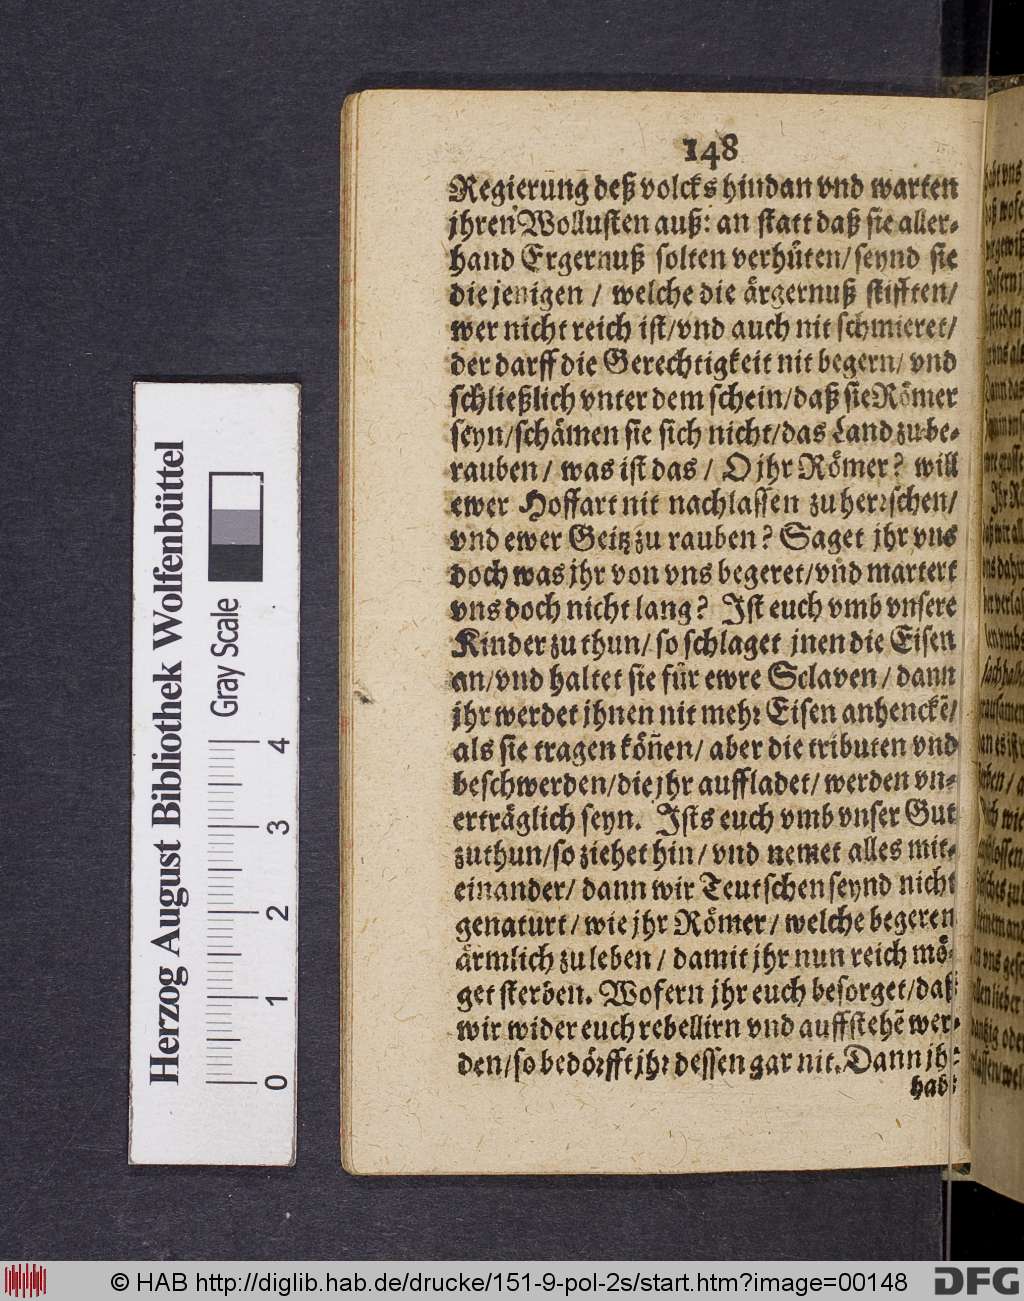 148
Regierung deß volcks hindan vnd warten
jhren Wollusten auß: an statt daß sie aller-
hand Ergernuß solten verhüten/ seynd sie
die jenigen / welche die ärgernuß stifften/
wer nicht reich ist/ vnd auch nit schmieret/
der darff die Gerechtigkeit nit begern/ vnd
schließlich vnter dem schein/ daß sie Römer
seyn/ schämen sie sich nicht/ das Land zu be-
rauben / was ist das / O jhr Römer? will
ewer Hoffart nit nachlassen zu herrschen/
vnd ewer Geitz zu rauben? Saget jhr vns
doch was jhr von vns begeret/ vnd martert
vns doch nicht lang? Ist euch vmb vnsere
Kinder zu thun/ so schlaget jnen die Eisen
an/ vnd haltet sie für ewre Sclaven / dann
jhr werdet jhnen nit mehr Eisen anhenckē/
als sie tragen köñen/ aber die tributen vnd
beschwerden/ die jhr auffladet/ werden vn-
erträglich seyn. Ists euch vmb vnser Gut
zuthun/ so ziehet hin/ vnd nemet alles mit-
einander/ dann wir Teutschen seynd nicht
genaturt/ wie jhr Römer / welche begeren
ärmlich zu leben / damit jhr nun reich mö-
get sterben. Wofern jhr euch besorget/ daß
wir wider euch rebellirn vnd auffstehē wer-
den/ so bedörfft jhr dessen gar nit. Dann jhr
habt
Herzog August Bibliothek Wolfenbüttel
Gray Scale
0 1 2 3 4
© HAB http://diglib.hab.de/drucke/151-9-pol-2s/start.htm?image=00148
DFG